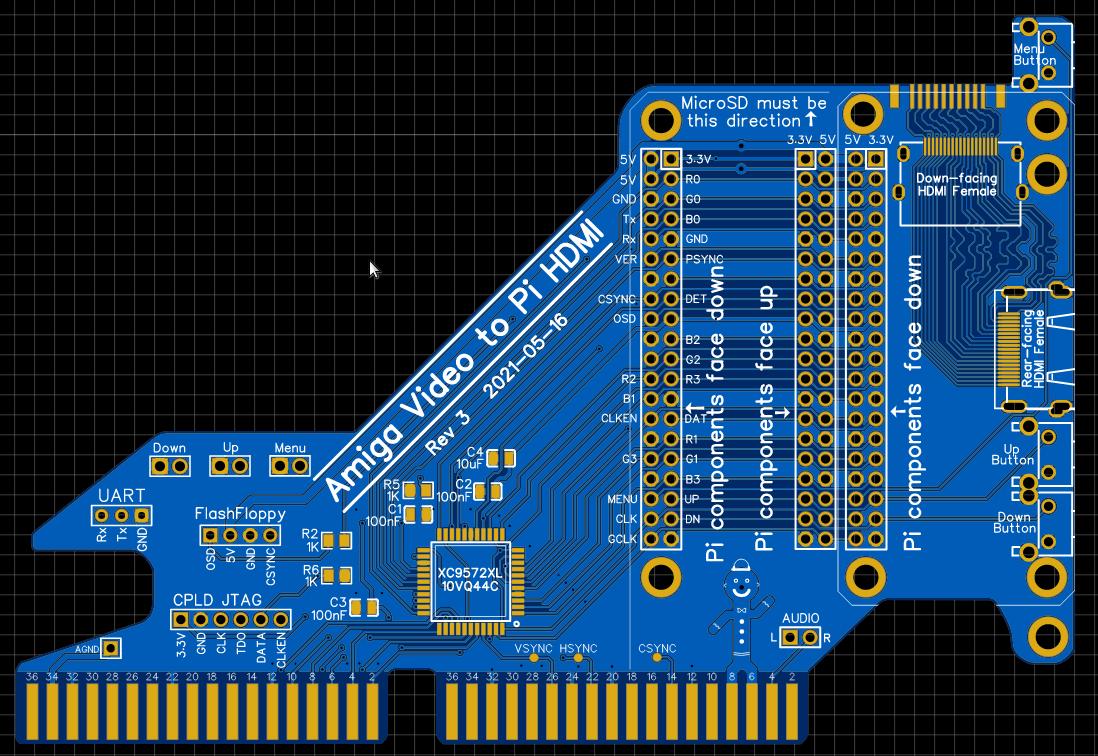 Menu
Button
MicroSD must be
this direction
3.3V 5V 5V 3.3V
Down-facing
HDMI Female
5V 3.3V
5V R0
GND G0
Tx B0
Rx GND
VER PSYNC
CSYNC DET
OSD
B2
G2
R2 R3
B1
CLKEN DAT
R1
G3 G1
B3
MENU UP
CLK DN
GCLK
Pi components face down
Pi components face up
Pi components face down
Rear-facing
HDMI Female
Up
Button
Down
Button
Amiga Video to Pi HDMI
Rev 3 2021-05-16
Down Up Menu
UART
Rx Tx GND
FlashFloppy
OSD 5V GND CSYNC
C4
10uF
R5
1K
C2
100nF
C1
100nF
R2
1K
R6
1K
C3
100nF
XC9572XL
10VQ44C
CPLD JTAG
3.3V GND CLK TDO DATA CLKEN
AGND
VSYNC HSYNC CSYNC
AUDIO
L R
36 34 32 30 28 26 24 22 20 18 16 14 12 10 8 6 4 2
36 34 32 30 28 26 24 22 20 18 16 14 12 10 8 6 4 2